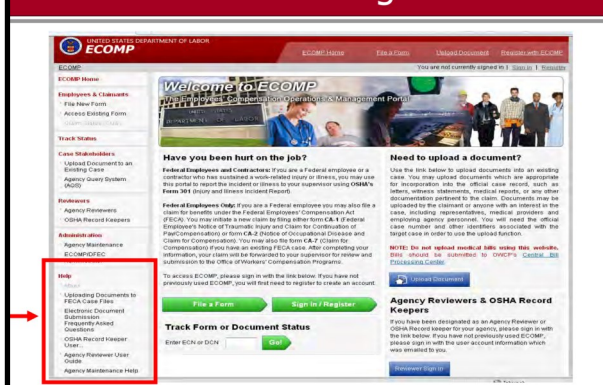 UNITED STATES DEPARTMENT OF LABOR
ECOMP
ECOMP Home
File a Form
Upload Document
Register with ECOMP
ECOMP
You are not currently signed in | Sign in | Register
ECOMP Home
Employees & Claimants
File New Form
Access Existing Form
Track Status
Case Stakeholders
Upload Document to an
Existing Case
Agency Query System
(AQS)
Reviewers
Agency Reviewers
OSHA Record Keepers
Administration
Agency Maintenance
ECOMP/DFEC
Help
Uploading Documents to
FECA Case Files
Electronic Document
Submission
Frequently Asked
Questions
OSHA Record Keeper
User...
Agency Reviewer User
Guide
Agency Maintenance Help
Welcome to ECOMP
The Employees' Compensation Operations & Management Portal
DEPARTMENT OF LABOR
Have you been hurt on the job?
Federal Employees and Contractors: If you are a Federal employee or a
contractor who has sustained a work-related injury or illness, you may use
this portal to report the incident or illness to your supervisor using OSHA's
Form 301 (Injury and Illness Incident Report).
Federal Employees Only: If you are a Federal employee you may also file a
claim for benefits under the Federal Employees' Compensation Act
(FECA). You may initiate a new claim by filing either form CA-1 (Federal
Employee's Notice of Traumatic Injury and Claim for Continuation of
Pay/Compensation) or form CA-2 (Notice of Occupational Disease and
Claim for Compensation). You may also file form CA-7 (Claim for
Compensation) if you have an existing FECA case. After completing your
information, your claim will be forwarded to your supervisor for review and
submission to the Office of Workers' Compensation Programs.
To access ECOMP, please sign in with the link below. If you have not
previously used ECOMP, you will first need to register to create an account.
File a Form
Sign In / Register
Track Form or Document Status
Enter ECN or DCN
Go!
Need to upload a document?
Use the link below to upload documents into an existing
case. You may upload documents which are appropriate
for incorporation into the official case record, such as
letters, witness statements, medical reports, or any other
documentation pertinent to the claim. Documents may be
uploaded by the claimant or anyone with an interest in the
case, including representatives, medical providers and
employing agency personnel. You will need the official
case number and other identifiers associated with the
target case in order to use the upload function.
NOTE: Do not upload medical bills using this website.
Bills should be submitted to OWCP's Central Bill
Processing Center.
Upload Document
Agency Reviewers & OSHA Record
Keepers
If you have been designated as an Agency Reviewer or
OSHA Record keeper for your agency, please sign in with
the link below. If you have not previously used ECOMP,
please sign in with the user account information which
was emailed to you.
Reviewer Sign In